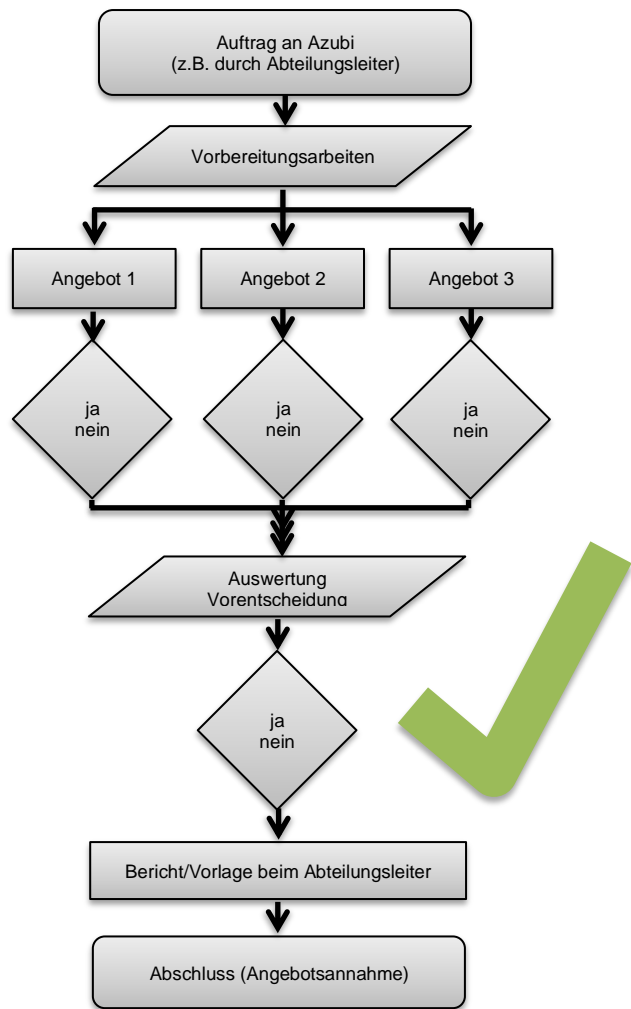 Auftrag an Azubi
(z.B. durch Abteilungsleiter)
Vorbereitungsarbeiten
Angebot 1
Angebot 2
Angebot 3
ja
nein
ja
nein
ja
nein
Auswertung
Vorentscheidung
ja
nein
Bericht/Vorlage beim Abteilungsleiter
Abschluss (Angebotsannahme)